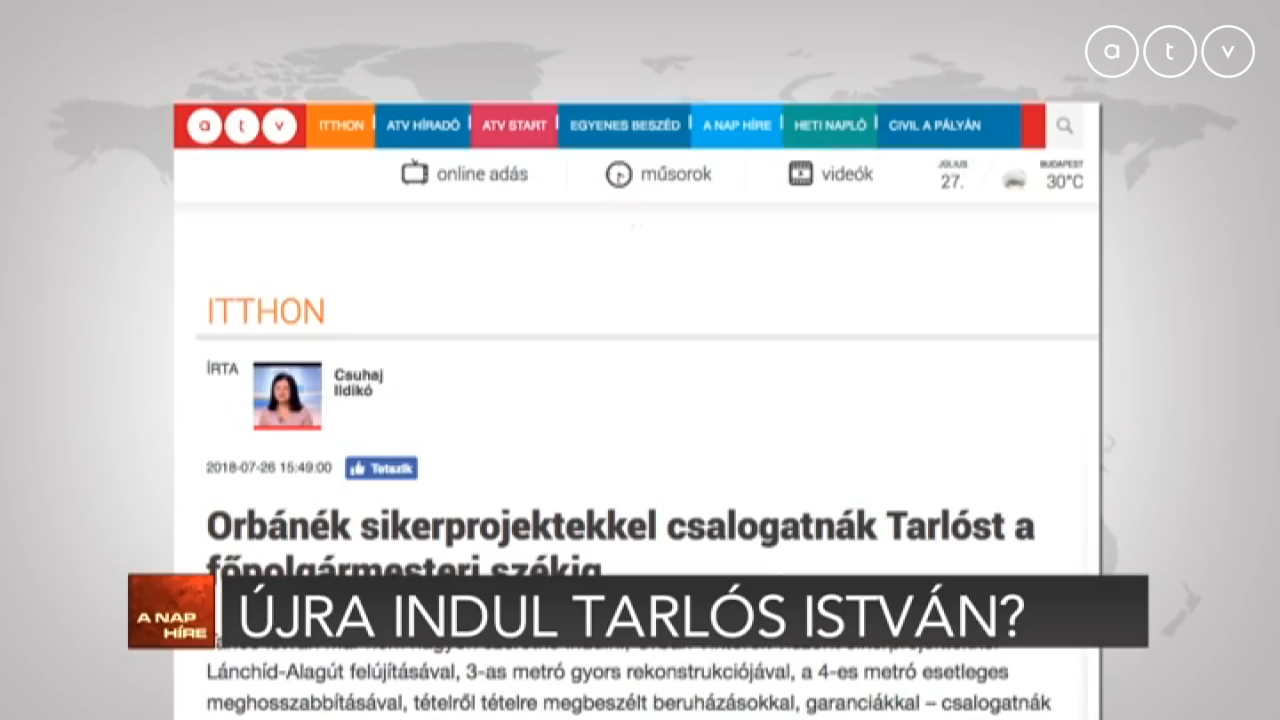 a t v
a t v ITTHON ATV HÍRADÓ ATV START EGYENES BESZÉD A NAP HÍRE HETI NAPLÓ CIVIL A PÁLYÁN
online adás műsorok videók JÚLIUS 27. BUDAPEST 30°C
ITTHON
ÍRTA Csuhaj Ildikó
2018-07-26 15:49:00 Tetszik
Orbánék sikerprojektekkel csalogatnák Tarlóst a
főpolgármesteri székig
A NAP HÍRE
ÚJRA INDUL TARLÓS ISTVÁN?
Lánchíd-Alagút felújításával, 3-as metró gyors rekonstrukciójával, a 4-es metró esetleges
meghosszabbításával, tételről tételre megbeszélt beruházásokkal, garanciákkal – csalogatnák